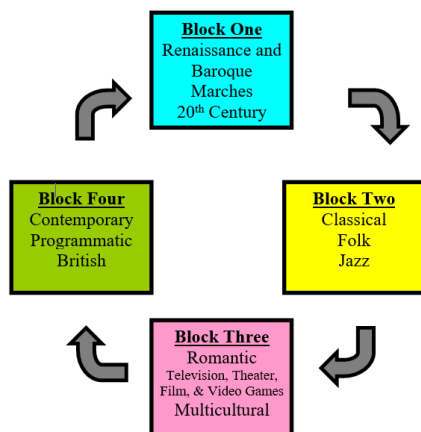 Block One
Renaissance and
Baroque
Marches
20th Century
Block Two
Classical
Folk
Jazz
Block Three
Romantic
Television, Theater,
Film, & Video Games
Multicultural
Block Four
Contemporary
Programmatic
British